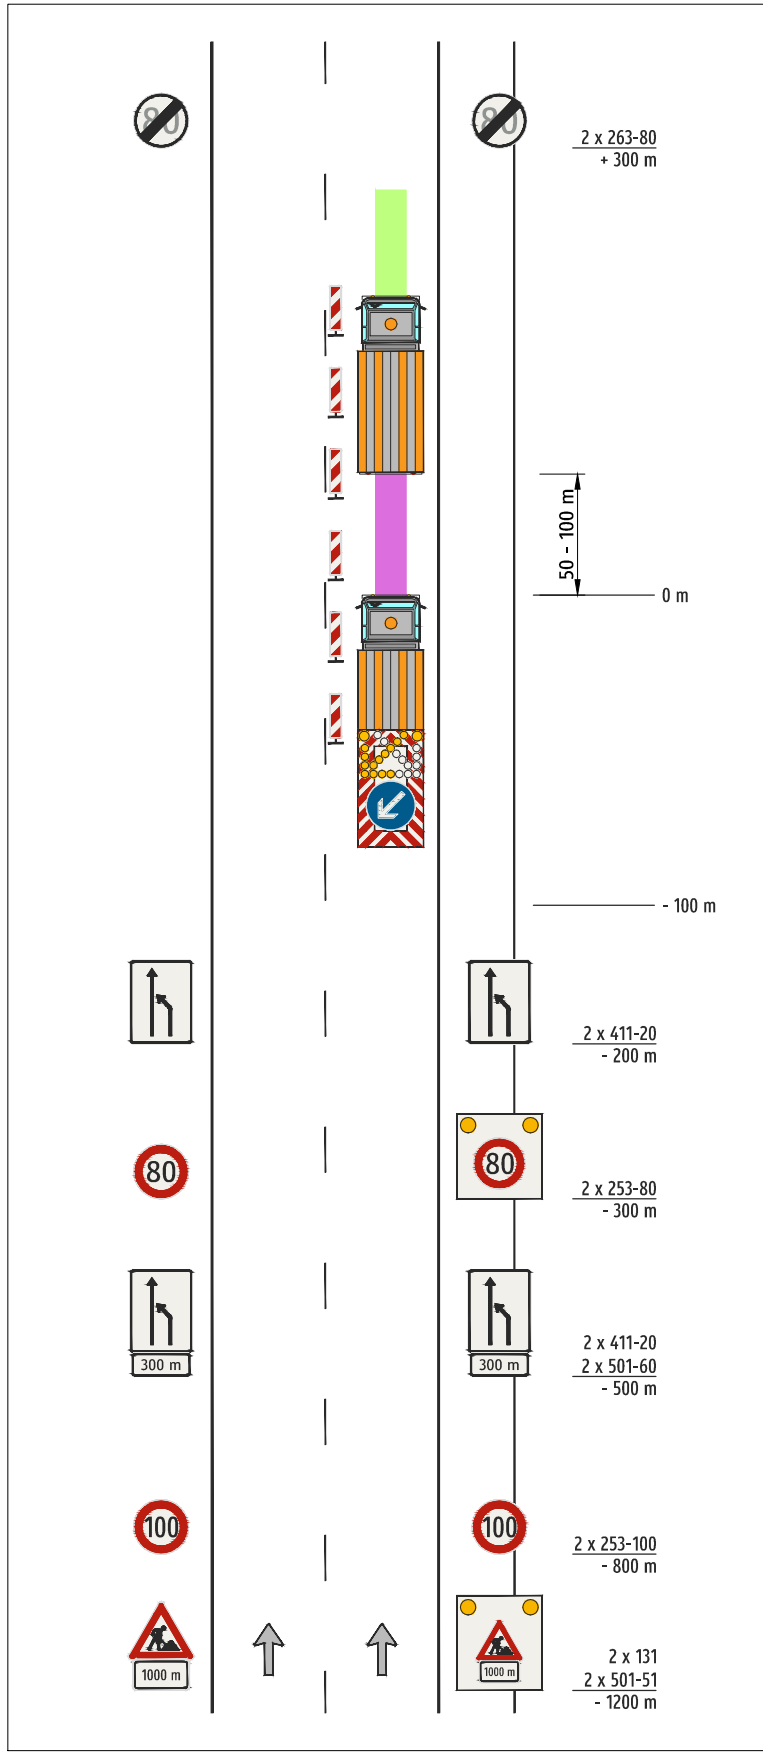 80
80
2 x 263-80
+ 300 m
50 - 100 m
0 m
- 100 m
2 x 411-20
- 200 m
80
80
2 x 253-80
- 300 m
300 m
300 m
2 x 411-20
2 x 501-60
- 500 m
100
100
2 x 253-100
- 800 m
1000 m
1000 m
2 x 131
2 x 501-51
- 1200 m